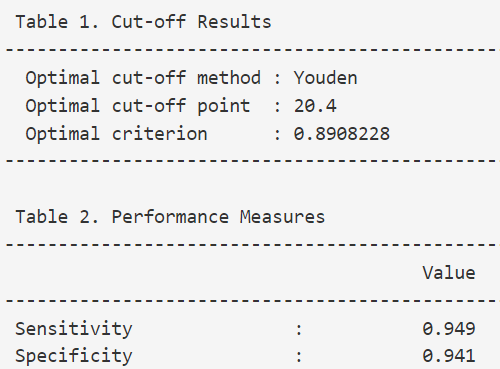 Table 1. Cut-off Results
-----------------------------------------------
Optimal cut-off method : Youden
Optimal cut-off point : 20.4
Optimal criterion : 0.8908228
-----------------------------------------------
Table 2. Performance Measures
-----------------------------------------------
Value
-----------------------------------------------
Sensitivity : 0.949
Specificity : 0.941